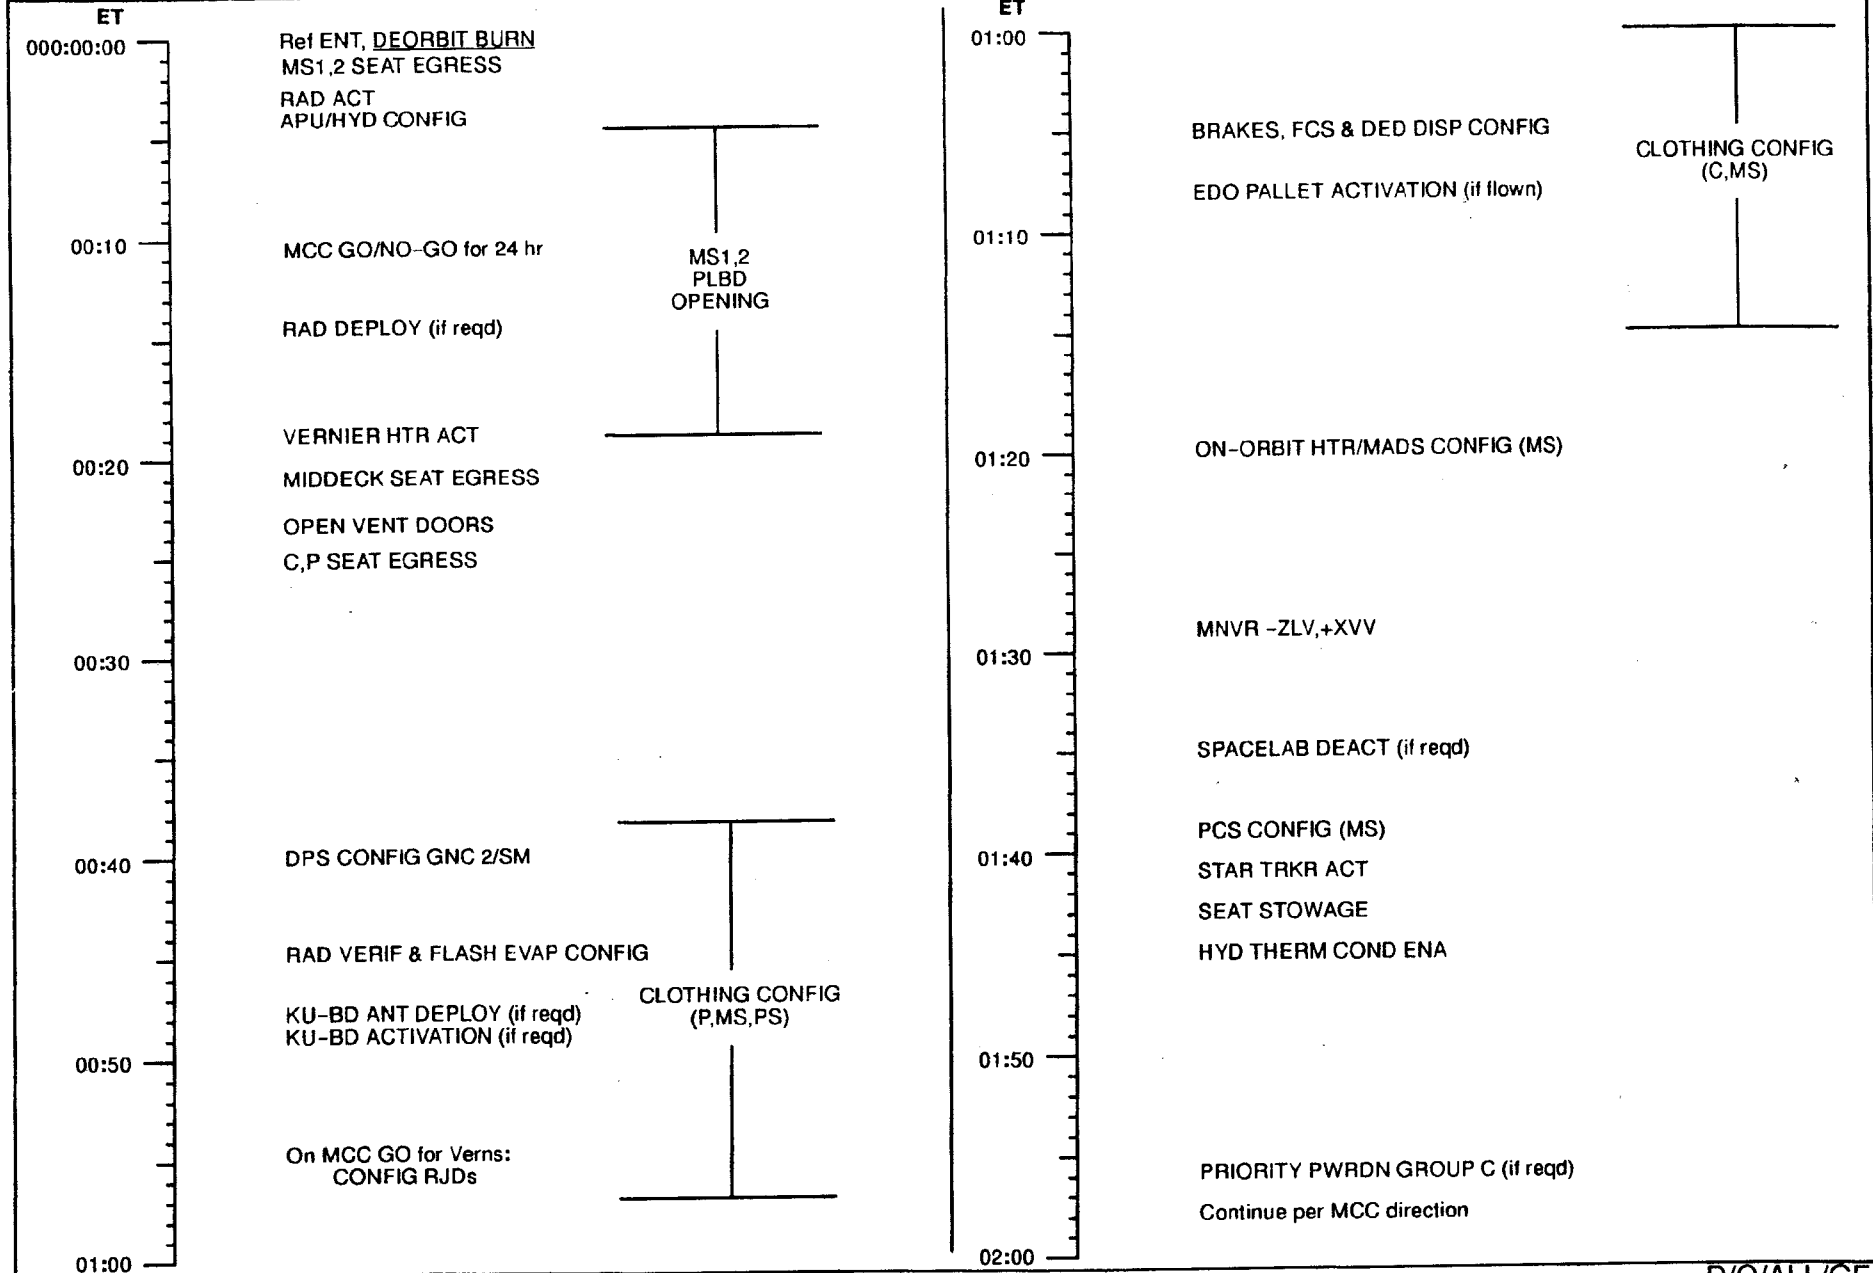 ET
000:00:00
Ref ENT, DEORBIT BURN
MS1,2 SEAT EGRESS
RAD ACT
APU/HYD CONFIG
00:10
MCC GO/NO-GO for 24 hr
MS1,2
PLBD
OPENING
RAD DEPLOY (if reqd)
VERNIER HTR ACT
00:20
MIDDECK SEAT EGRESS
OPEN VENT DOORS
C,P SEAT EGRESS
00:30
DPS CONFIG GNC 2/SM
00:40
RAD VERIF & FLASH EVAP CONFIG
CLOTHING CONFIG
(P,MS,PS)
KU-BD ANT DEPLOY (if reqd)
KU-BD ACTIVATION (if reqd)
00:50
On MCC GO for Verns:
CONFIG RJDs
01:00
ET
01:00
BRAKES, FCS & DED DISP CONFIG
CLOTHING CONFIG
(C,MS)
EDO PALLET ACTIVATION (if flown)
01:10
ON-ORBIT HTR/MADS CONFIG (MS)
01:20
MNVR -ZLV,+XVV
01:30
SPACELAB DEACT (if reqd)
PCS CONFIG (MS)
01:40
STAR TRKR ACT
SEAT STOWAGE
HYD THERM COND ENA
01:50
PRIORITY PWRDN GROUP C (if reqd)
Continue per MCC direction
02:00